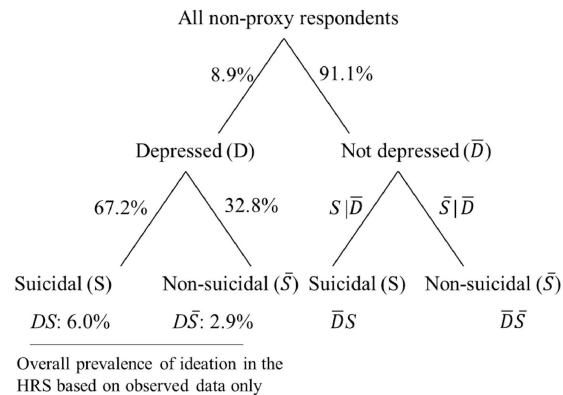 All non-proxy respondents
8.9% 91.1%
Depressed (D) Not depressed (D̅)
67.2% 32.8% S|D̅ S̅|D̅
Suicidal (S) Non-suicidal (S̅) Suicidal (S) Non-suicidal (S̅)
DS: 6.0% DS̅: 2.9% D̅S D̅S̅
Overall prevalence of ideation in the
HRS based on observed data only